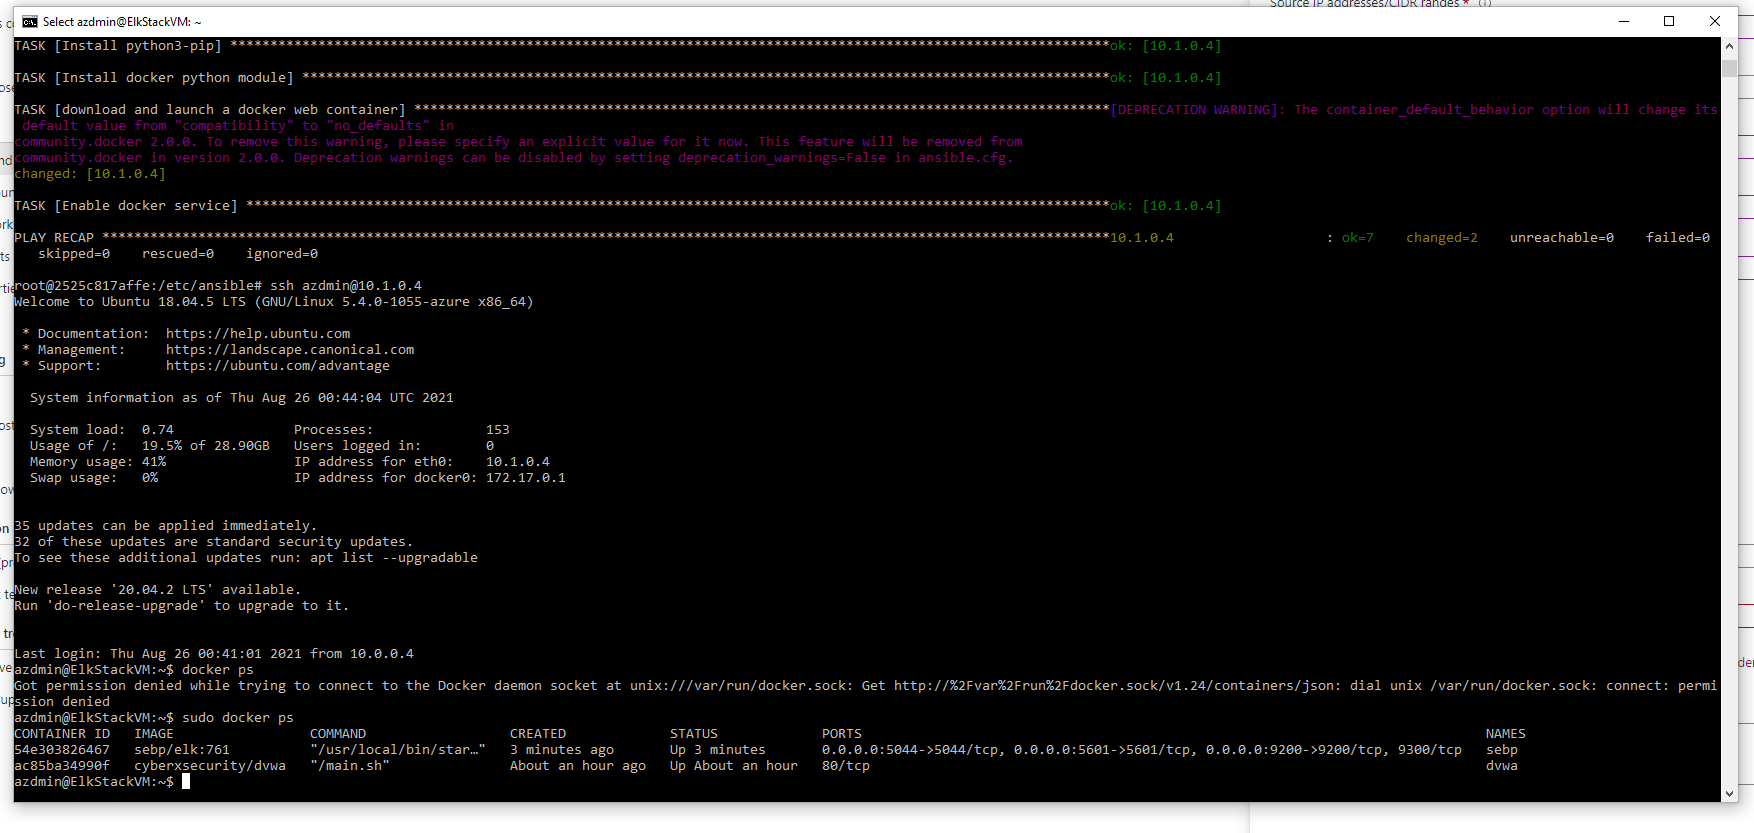 Source IP addresses/CIDR ranges * ⓘ
Select azdmin@ElkStackVM: ~
TASK [Install python3-pip] **************************************************************************************************************ok: [10.1.0.4]
TASK [Install docker python module] *****************************************************************************************************ok: [10.1.0.4]
TASK [download and launch a docker web container] ***************************************************************************************[DEPRECATION WARNING]: The container_default_behavior option will change its
default value from "compatibility" to "no_defaults" in
community.docker 2.0.0. To remove this warning, please specify an explicit value for it now. This feature will be removed from
community.docker in version 2.0.0. Deprecation warnings can be disabled by setting deprecation_warnings=False in ansible.cfg.
changed: [10.1.0.4]
TASK [Enable docker service] ************************************************************************************************************ok: [10.1.0.4]
PLAY RECAP ******************************************************************************************************************************10.1.0.4                   : ok=7    changed=2    unreachable=0    failed=0
skipped=0    rescued=0    ignored=0
root@2525c817affe:/etc/ansible# ssh azdmin@10.1.0.4
Welcome to Ubuntu 18.04.5 LTS (GNU/Linux 5.4.0-1055-azure x86_64)
* Documentation:  https://help.ubuntu.com
* Management:     https://landscape.canonical.com
* Support:        https://ubuntu.com/advantage
System information as of Thu Aug 26 00:44:04 UTC 2021
System load:  0.74               Processes:              153
Usage of /:   19.5% of 28.90GB   Users logged in:        0
Memory usage: 41%                IP address for eth0:    10.1.0.4
Swap usage:   0%                 IP address for docker0: 172.17.0.1
35 updates can be applied immediately.
32 of these updates are standard security updates.
To see these additional updates run: apt list --upgradable
New release '20.04.2 LTS' available.
Run 'do-release-upgrade' to upgrade to it.
Last login: Thu Aug 26 00:41:01 2021 from 10.0.0.4
azdmin@ElkStackVM:~$ docker ps
Got permission denied while trying to connect to the Docker daemon socket at unix:///var/run/docker.sock: Get http://%2Fvar%2Frun%2Fdocker.sock/v1.24/containers/json: dial unix /var/run/docker.sock: connect: permi
ssion denied
azdmin@ElkStackVM:~$ sudo docker ps
CONTAINER ID   IMAGE                 COMMAND                  CREATED             STATUS             PORTS                                                                              NAMES
54e303826467   sebp/elk:761          "/usr/local/bin/star…"   3 minutes ago       Up 3 minutes       0.0.0.0:5044->5044/tcp, 0.0.0.0:5601->5601/tcp, 0.0.0.0:9200->9200/tcp, 9300/tcp   sebp
ac85ba34990f   cyberxsecurity/dvwa   "/main.sh"               About an hour ago   Up About an hour   80/tcp                                                                             dvwa
azdmin@ElkStackVM:~$